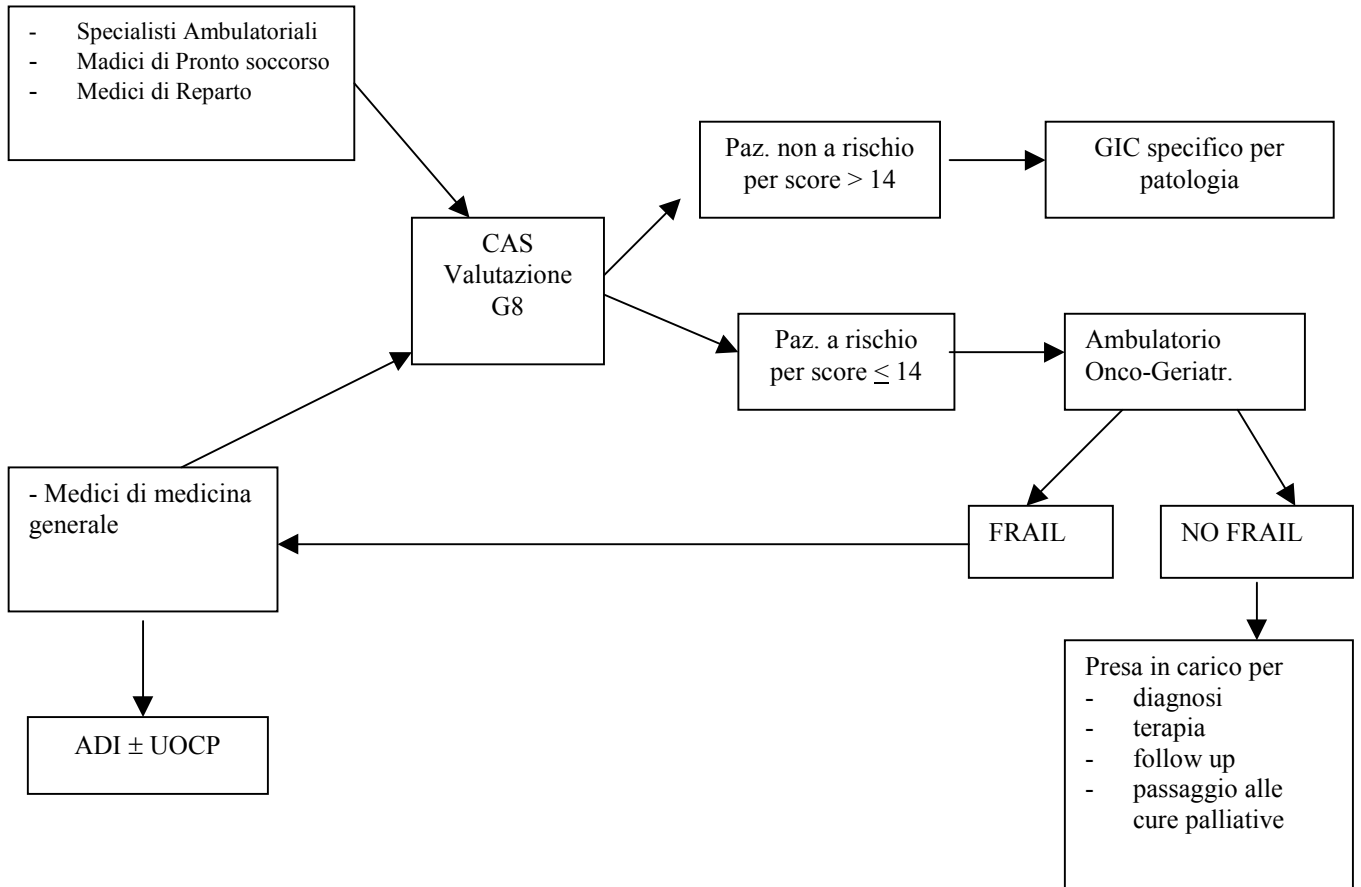 - Specialisti Ambulatoriali
- Madici di Pronto soccorso
- Medici di Reparto
Paz. non a rischio
per score > 14
GIC specifico per
patologia
CAS
Valutazione
G8
Paz. a rischio
per score ≤ 14
Ambulatorio
Onco-Geriatr.
- Medici di medicina
generale
FRAIL
NO FRAIL
ADI ± UOCP
Presa in carico per
- diagnosi
- terapia
- follow up
- passaggio alle
cure palliative